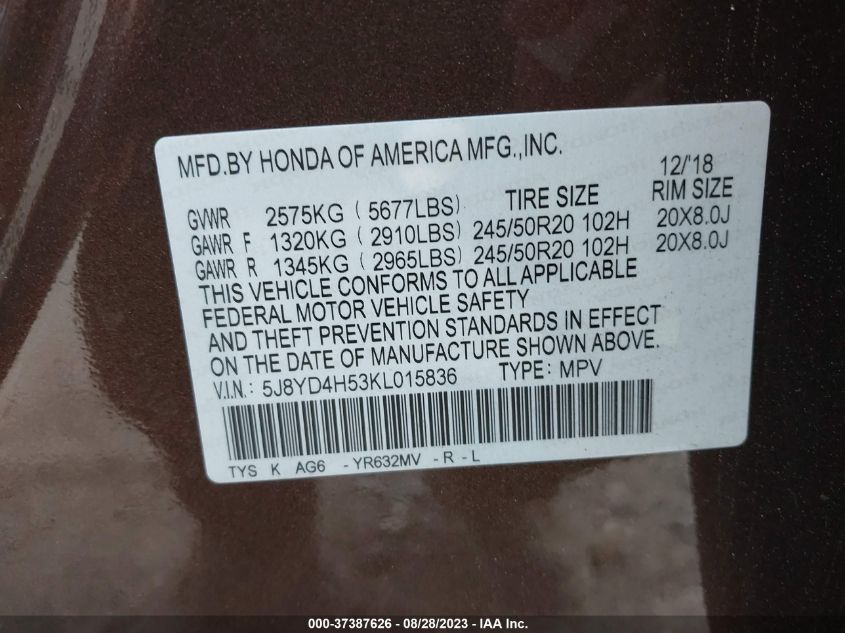 MFD.BY HONDA OF AMERICA MFG.,INC.
12/'18
GVWR 2575KG ( 5677LBS) TIRE SIZE RIM SIZE
GAWR F 1320KG ( 2910LBS) 245/50R20 102H 20X8.0J
GAWR R 1345KG ( 2965LBS) 245/50R20 102H 20X8.0J
THIS VEHICLE CONFORMS TO ALL APPLICABLE
FEDERAL MOTOR VEHICLE SAFETY
AND THEFT PREVENTION STANDARDS IN EFFECT
ON THE DATE OF MANUFACTURE SHOWN ABOVE.
V.I.N.: 5J8YD4H53KL015836 TYPE: MPV
TYS K AG6 -YR632MV -R -L
000-37387626 - 08/28/2023 - IAA Inc.